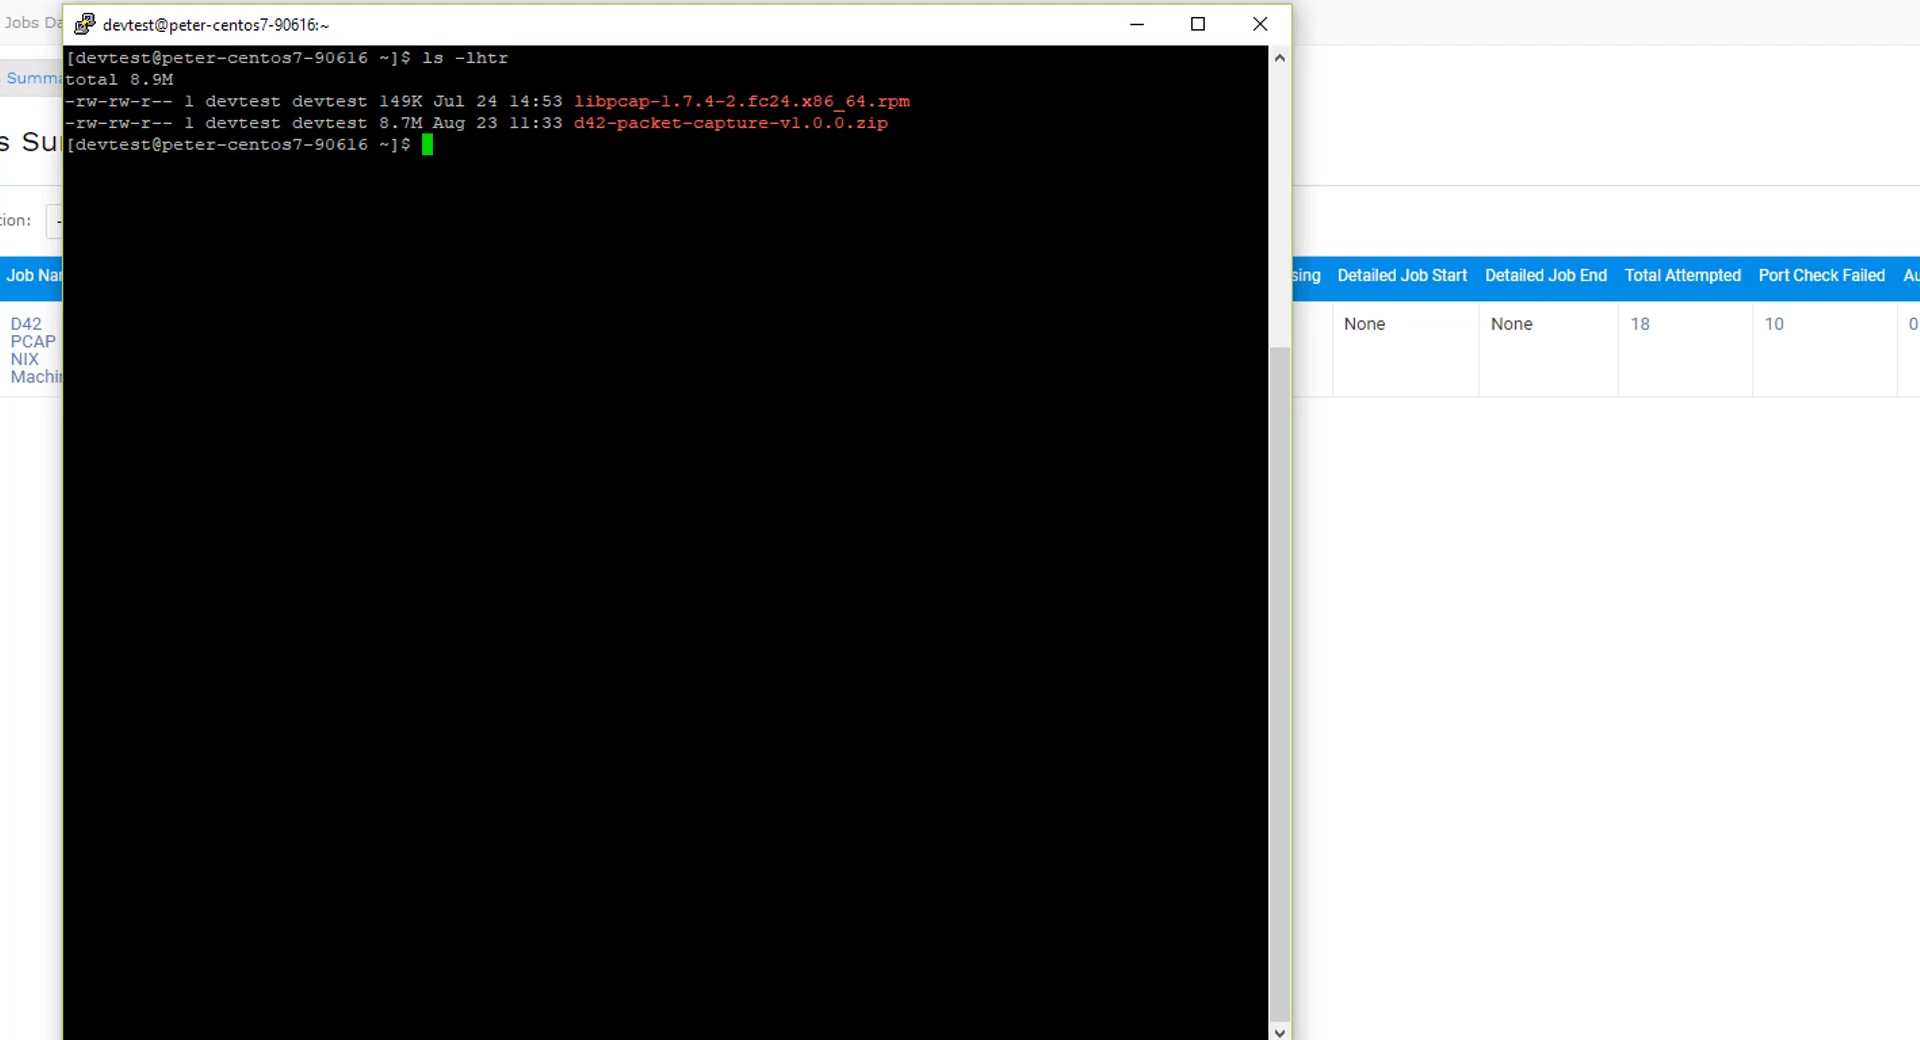 Jobs Da
devtest@peter-centos7-90616:~
[devtest@peter-centos7-90616 ~]$ ls -lhtr
Summa
total 8.9M
-rw-rw-r-- 1 devtest devtest 149K Jul 24 14:53 libpcap-1.7.4-2.fc24.x86_64.rpm
-rw-rw-r-- 1 devtest devtest 8.7M Aug 23 11:33 d42-packet-capture-v1.0.0.zip
s Su
[devtest@peter-centos7-90616 ~]$
tion: -
Job Nam sing Detailed Job Start Detailed Job End Total Attempted Port Check Failed Au
D42 None None 18 10 0
PCAP
NIX
Machin